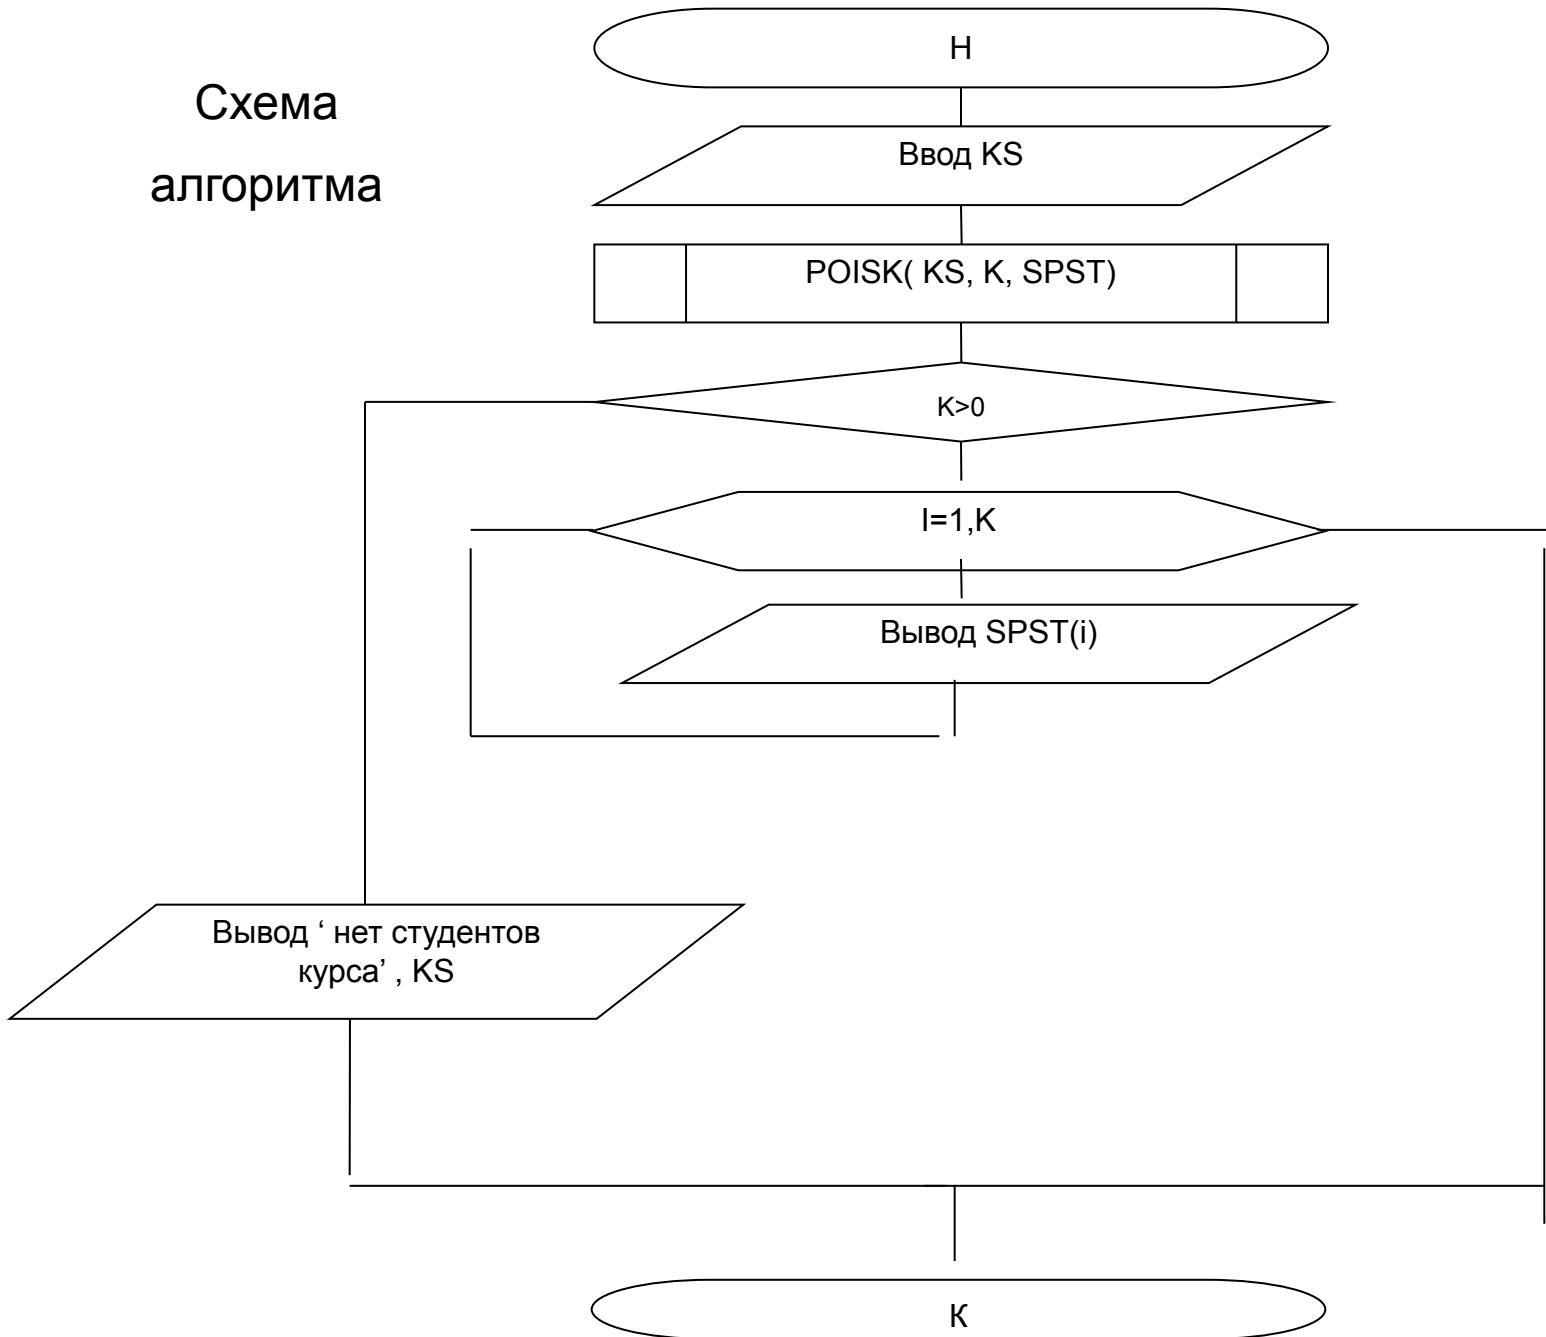 Схема
алгоритма
Н
Ввод KS
POISK( KS, K, SPST)
K>0
I=1,K
Вывод SPST(i)
Вывод ‘ нет студентов
курса’ , KS
К